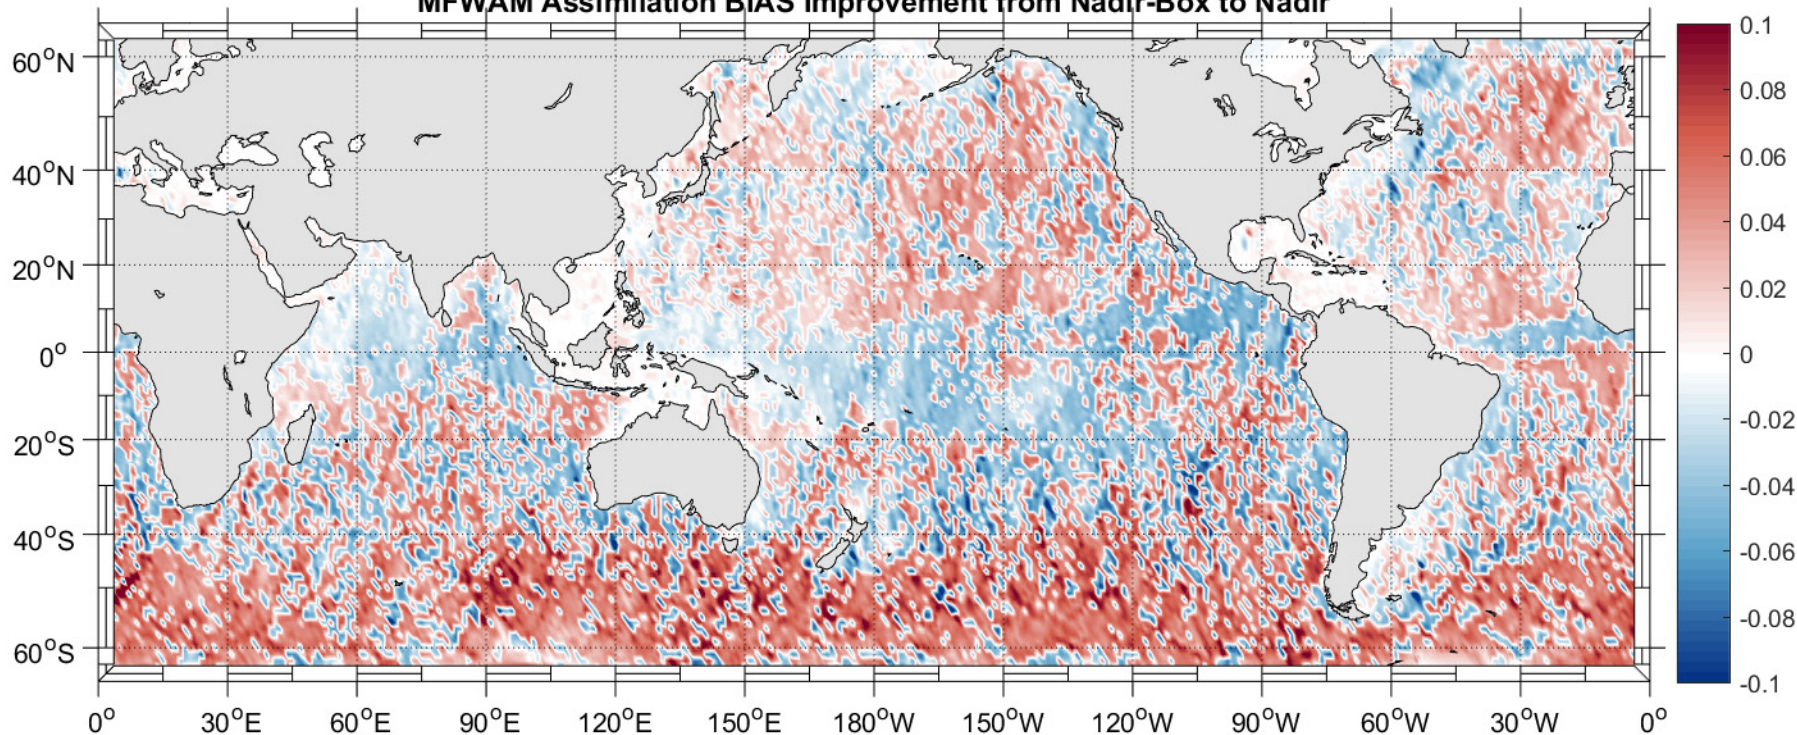 MFWAM Assimilation BIAS Improvement from Nadir-Box to Nadir
60°N
40°N
20°N
0°
20°S
40°S
60°S
0° 30°E 60°E 90°E 120°E 150°E 180°W 150°W 120°W 90°W 60°W 30°W 0°
0.1
0.08
0.06
0.04
0.02
0
-0.02
-0.04
-0.06
-0.08
-0.1